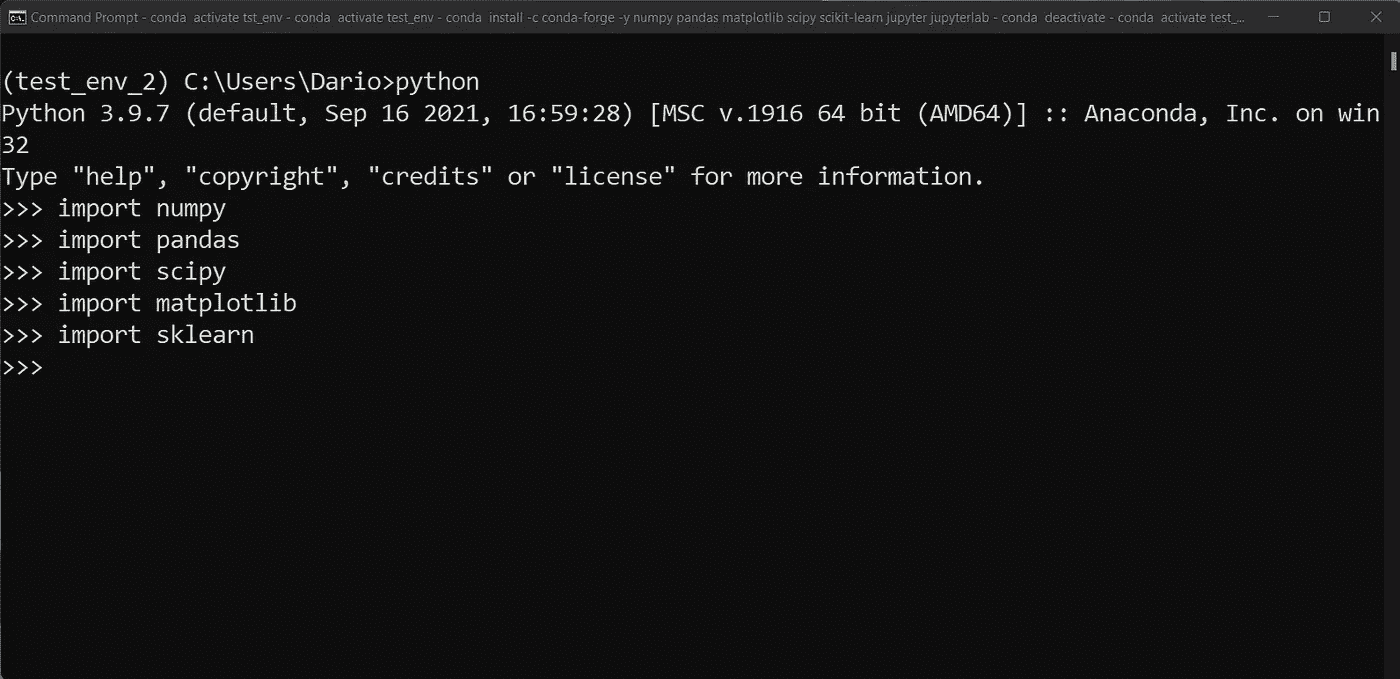 Command Prompt - conda activate tst_env - conda activate test_env - conda install -c conda-forge -y numpy pandas matplotlib scipy scikit-learn jupyter jupyterlab - conda deactivate - conda activate test_...
(test_env_2) C:\Users\Dario>python
Python 3.9.7 (default, Sep 16 2021, 16:59:28) [MSC v.1916 64 bit (AMD64)] :: Anaconda, Inc. on win
32
Type "help", "copyright", "credits" or "license" for more information.
>>> import numpy
>>> import pandas
>>> import scipy
>>> import matplotlib
>>> import sklearn
>>>